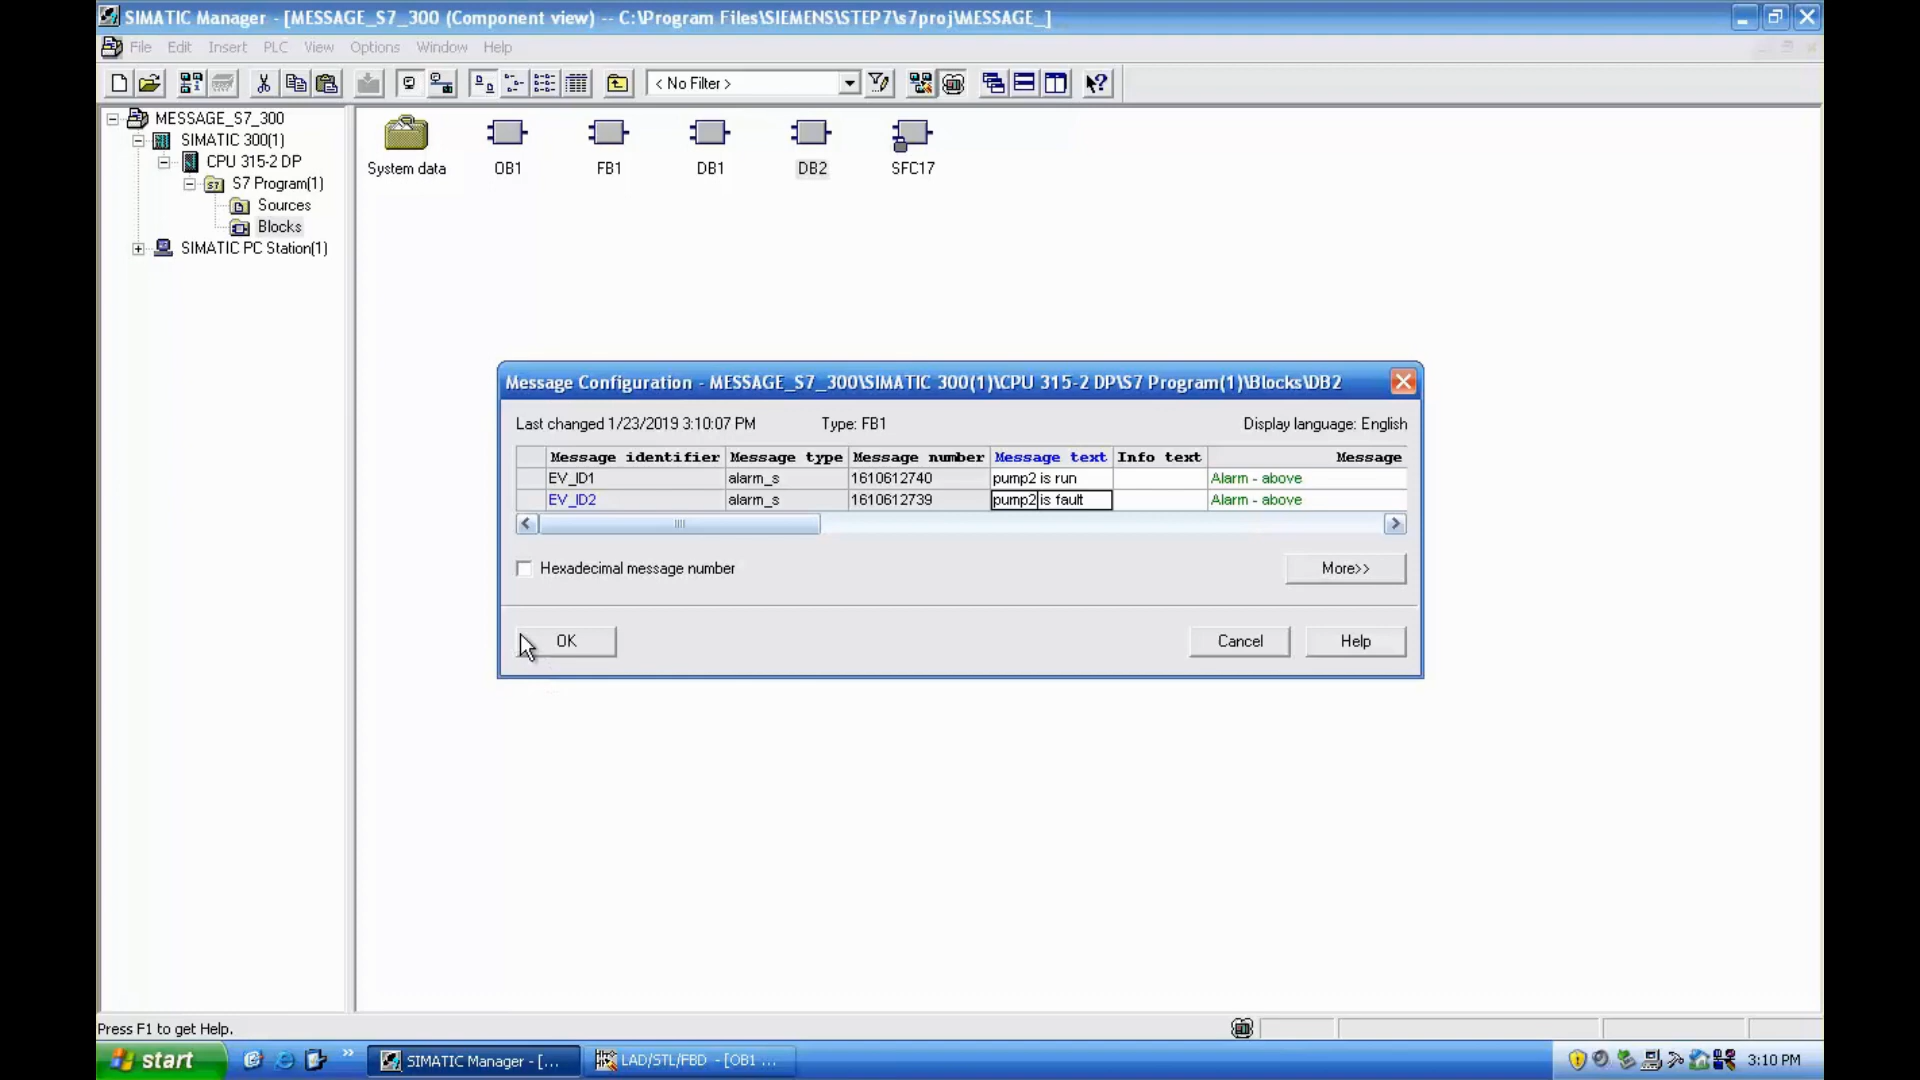 SIMATIC Manager - [MESSAGE_S7_300 (Component view) -- C:\Program Files\SIEMENS\STEP7\s7proj\MESSAGE_]
File Edit Insert PLC View Options Window Help
< No Filter >
MESSAGE_S7_300
SIMATIC 300(1)
CPU 315-2 DP
S7 Program(1)
Sources
Blocks
SIMATIC PC Station(1)
System data OB1 FB1 DB1 DB2 SFC17
Message Configuration - MESSAGE_S7_300\SIMATIC 300(1)\CPU 315-2 DP\S7 Program(1)\Blocks\DB2
Last changed 1/23/2019 3:10:07 PM Type: FB1 Display language: English
Message identifier Message type Message number Message text Info text Message
EV_ID1 alarm_s 1610612740 pump2 is run Alarm - above
EV_ID2 alarm_s 1610612739 pump2 is fault Alarm - above
Hexadecimal message number More>>
OK Cancel Help
Press F1 to get Help.
start SIMATIC Manager - [... LAD/STL/FBD - [OB1 ... 3:10 PM